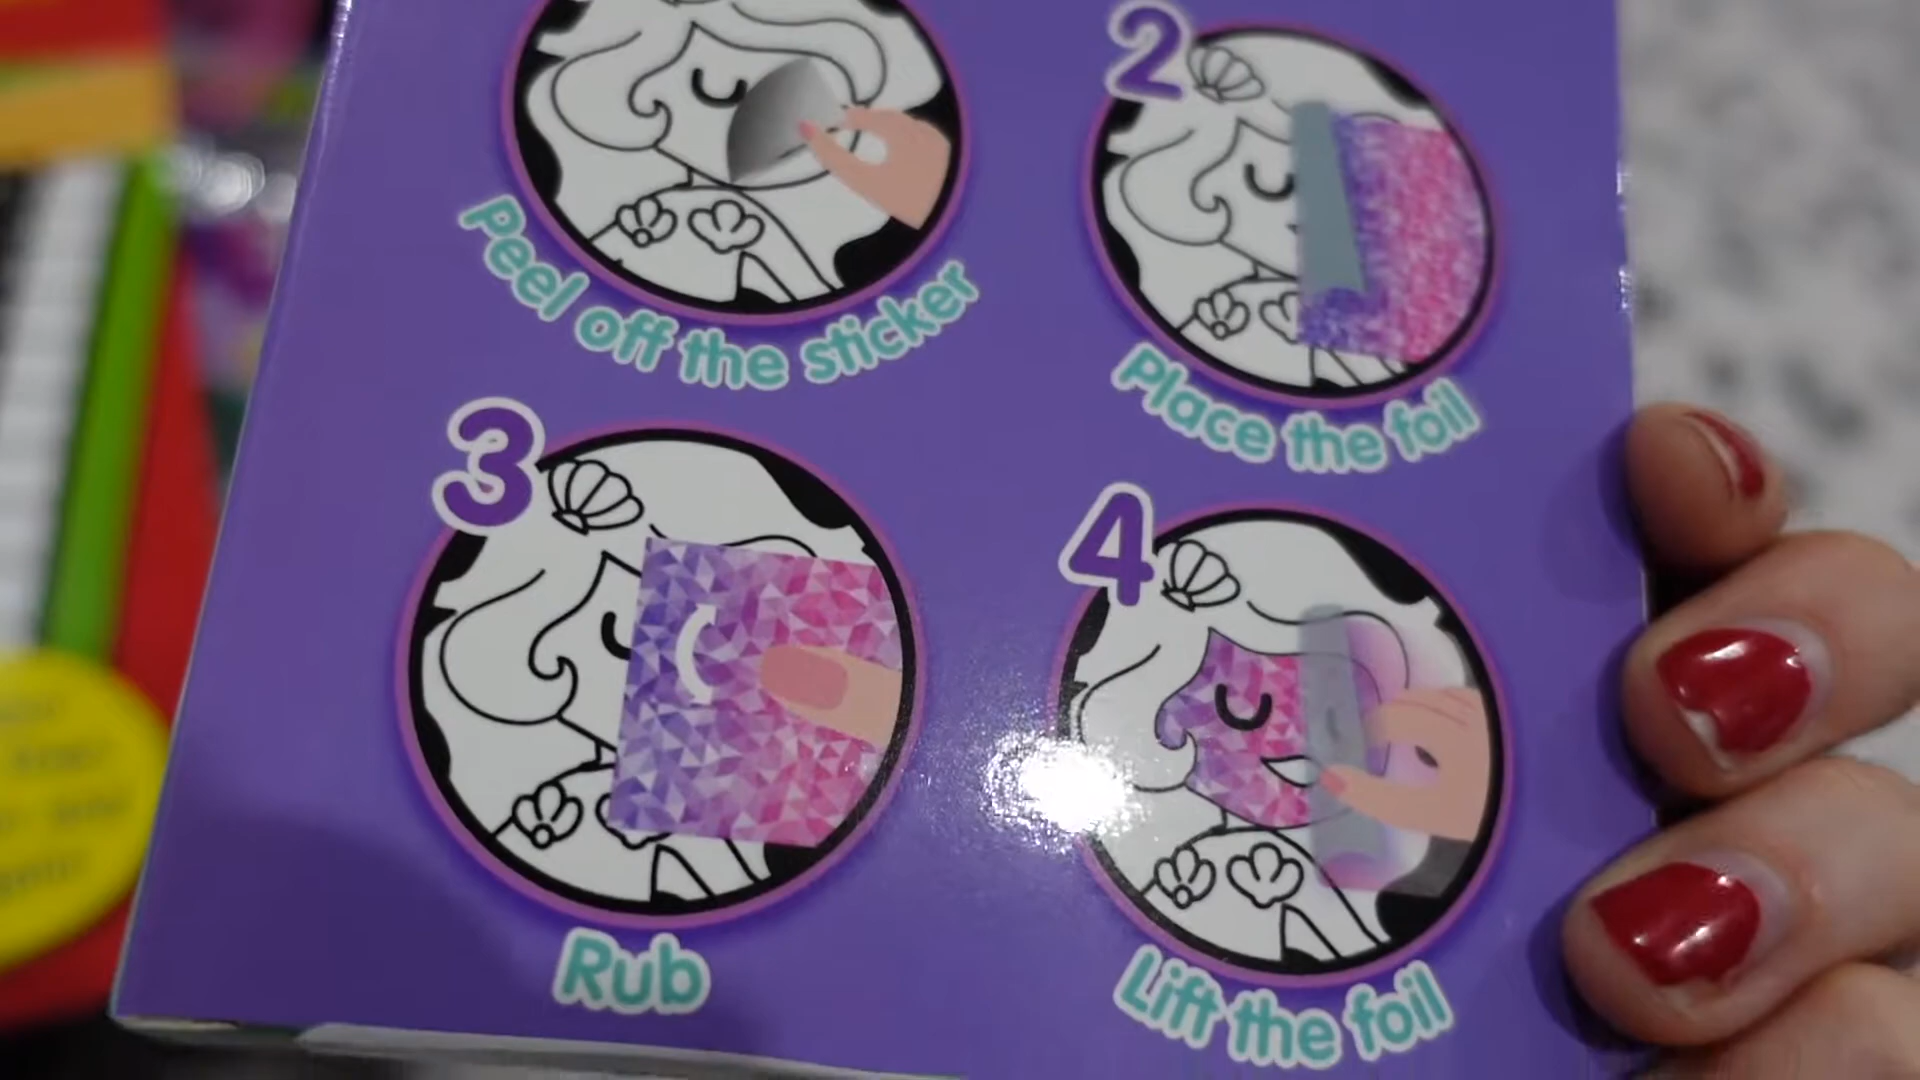 Peel off the sticker
2
Place the foil
3
Rub
4
Lift the foil